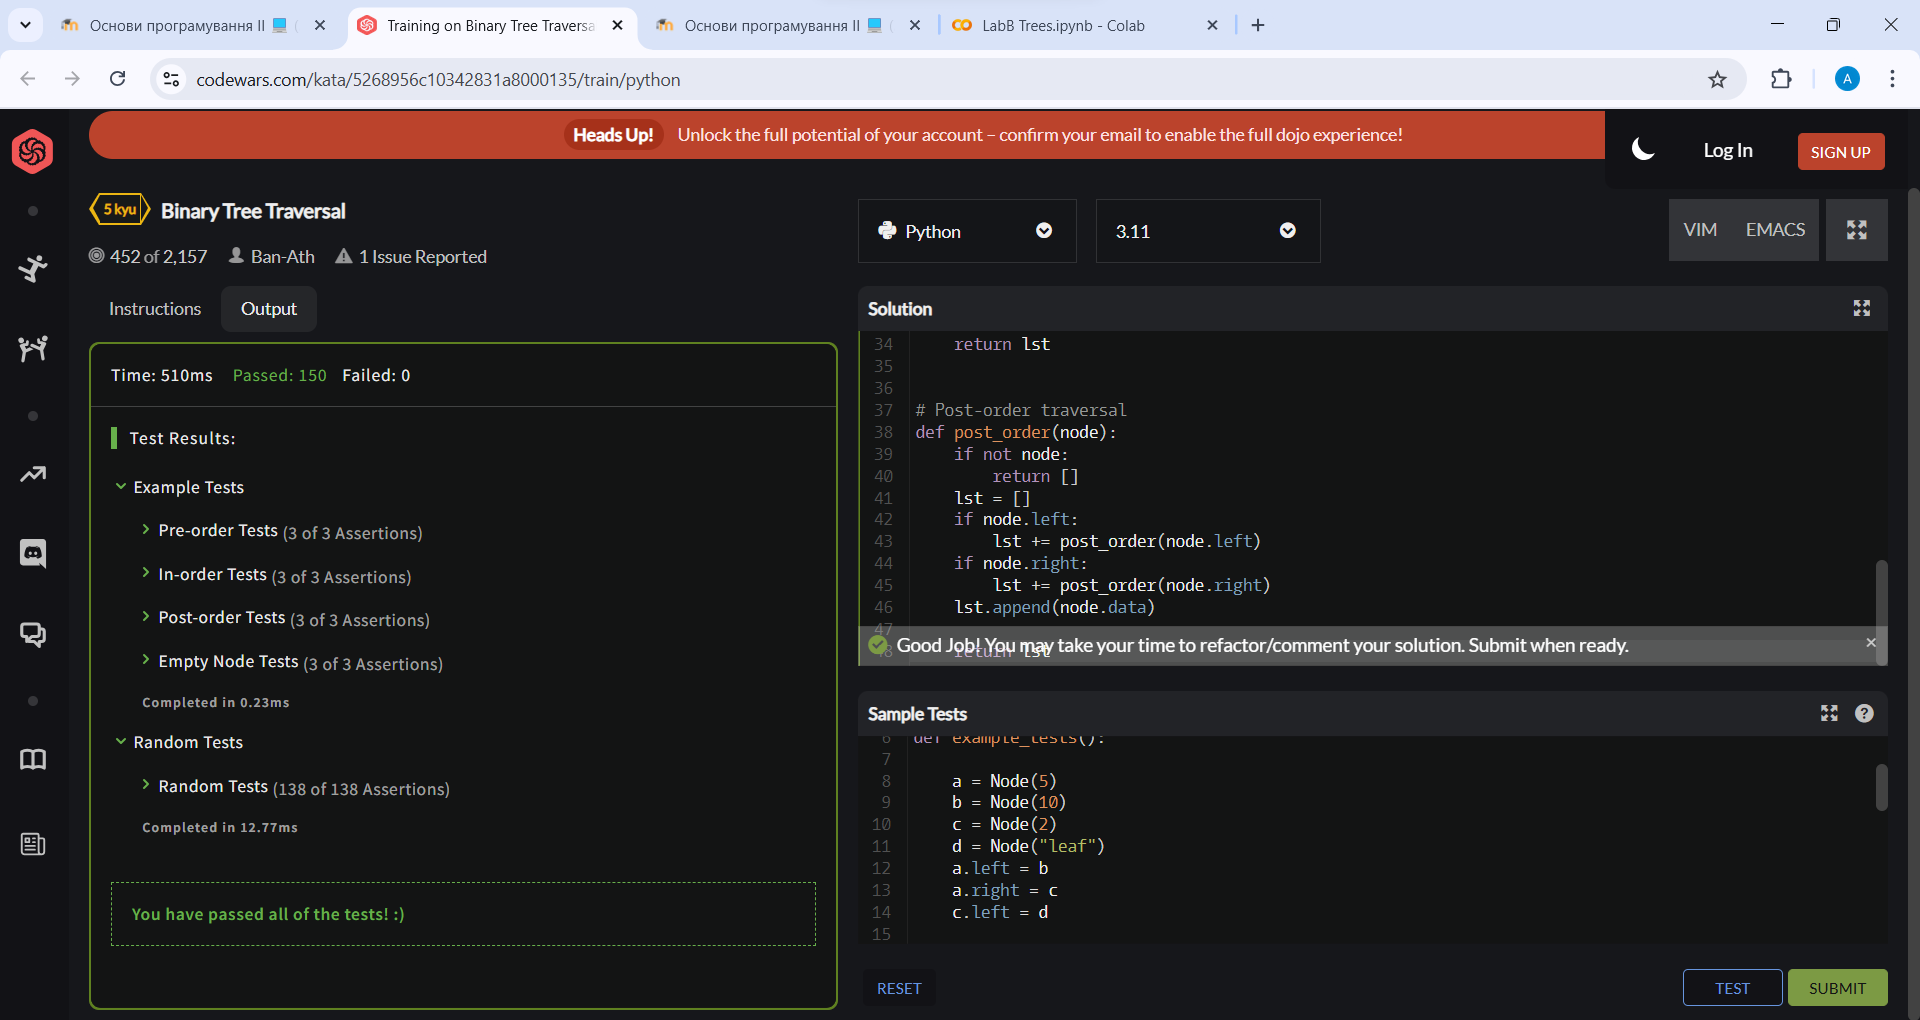 Основи програмування II 💻
Training on Binary Tree Traversa
Основи програмування II 💻
LabB Trees.ipynb - Colab
codewars.com/kata/5268956c10342831a8000135/train/python
A
Heads Up! Unlock the full potential of your account – confirm your email to enable the full dojo experience!
Log In
SIGN UP
5 kyu
Binary Tree Traversal
452 of 2,157
Ban-Ath
1 Issue Reported
Python
3.11
VIM
EMACS
Instructions
Output
Time: 510ms Passed: 150 Failed: 0
Test Results:
Example Tests
Pre-order Tests (3 of 3 Assertions)
In-order Tests (3 of 3 Assertions)
Post-order Tests (3 of 3 Assertions)
Empty Node Tests (3 of 3 Assertions)
Completed in 0.23ms
Random Tests
Random Tests (138 of 138 Assertions)
Completed in 12.77ms
You have passed all of the tests! :)
Solution
34 return lst
35
36
37 # Post-order traversal
38 def post_order(node):
39 if not node:
40 return []
41 lst = []
42 if node.left:
43 lst += post_order(node.left)
44 if node.right:
45 lst += post_order(node.right)
46 lst.append(node.data)
47
48 return lst
Good Job! You may take your time to refactor/comment your solution. Submit when ready.
Sample Tests
6 def example_tests():
7
8 a = Node(5)
9 b = Node(10)
10 c = Node(2)
11 d = Node("leaf")
12 a.left = b
13 a.right = c
14 c.left = d
15
RESET
TEST
SUBMIT